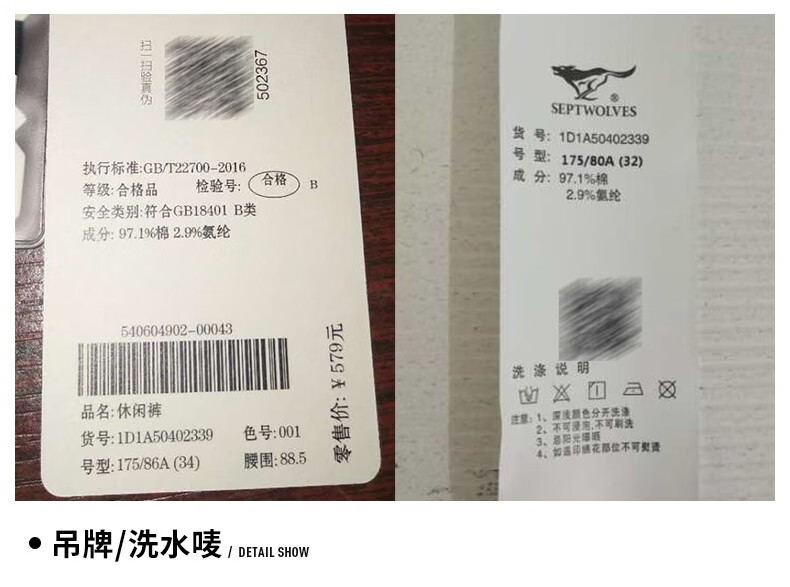 扫一扫验真伪
502367
执行标准:GB/T22700-2016
等级:合格品 检验号: 合格 B
安全类别:符合GB18401 B类
成分: 97.1%棉 2.9%氨纶
540604902-00043
品名:休闲裤
货号:1D1A50402339 色号:001
号型:175/86A (34) 腰围:88.5
零售价:¥579元
®
SEPTWOLVES
货 号: 1D1A50402339
号 型: 175/80A (32)
成 分: 97.1%棉
2.9%氨纶
洗涤说明
注意: 1、深浅颜色分开洗涤
2、不可浸泡,不可刷洗
3、忌阳光曝晒
4、如遇印绣花部位不可熨烫
• 吊牌/洗水唛 / DETAIL SHOW